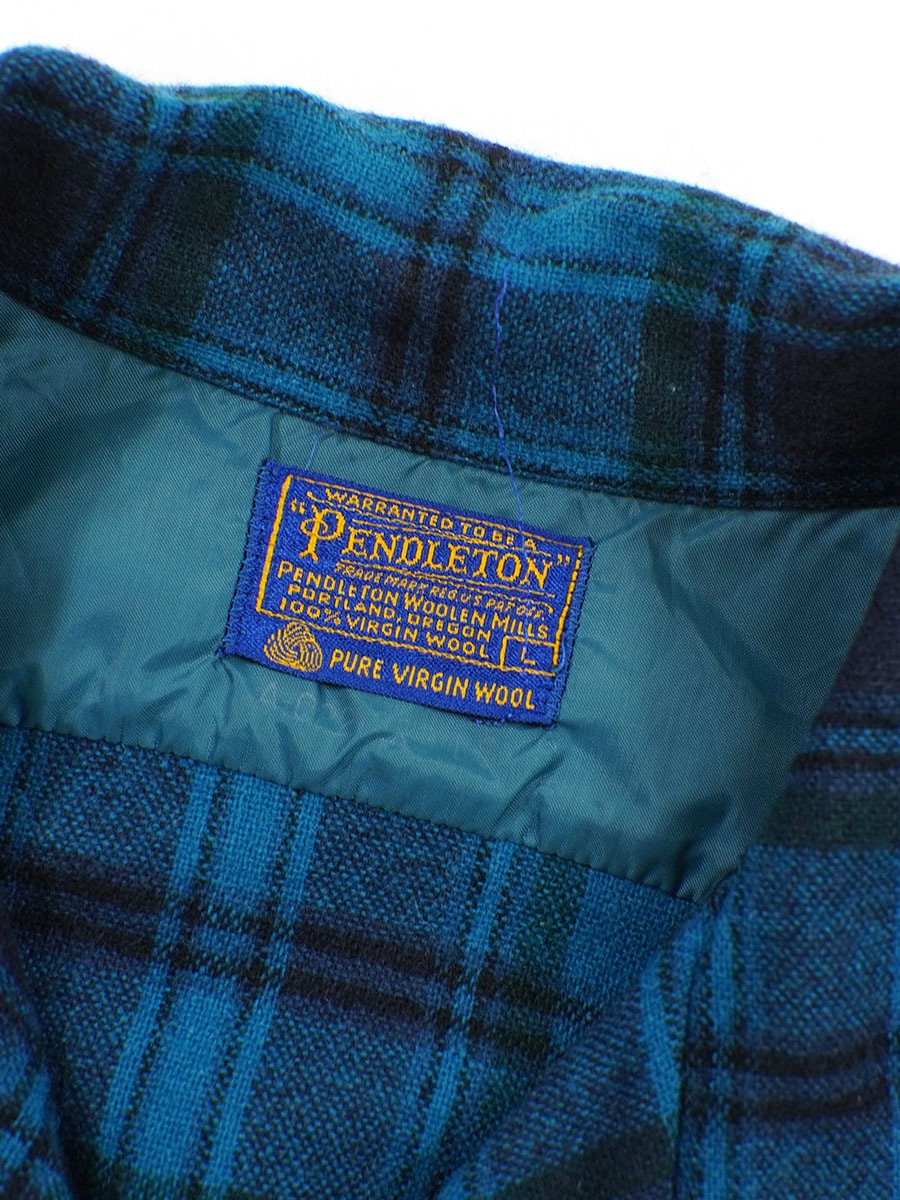 WARRANTED TO BE A
"PENDLETON"
TRADE MARK REG. U.S. PAT. OFF.
PENDLETON WOOLEN MILLS
PORTLAND, OREGON
100% VIRGIN WOOL L
PURE VIRGIN WOOL